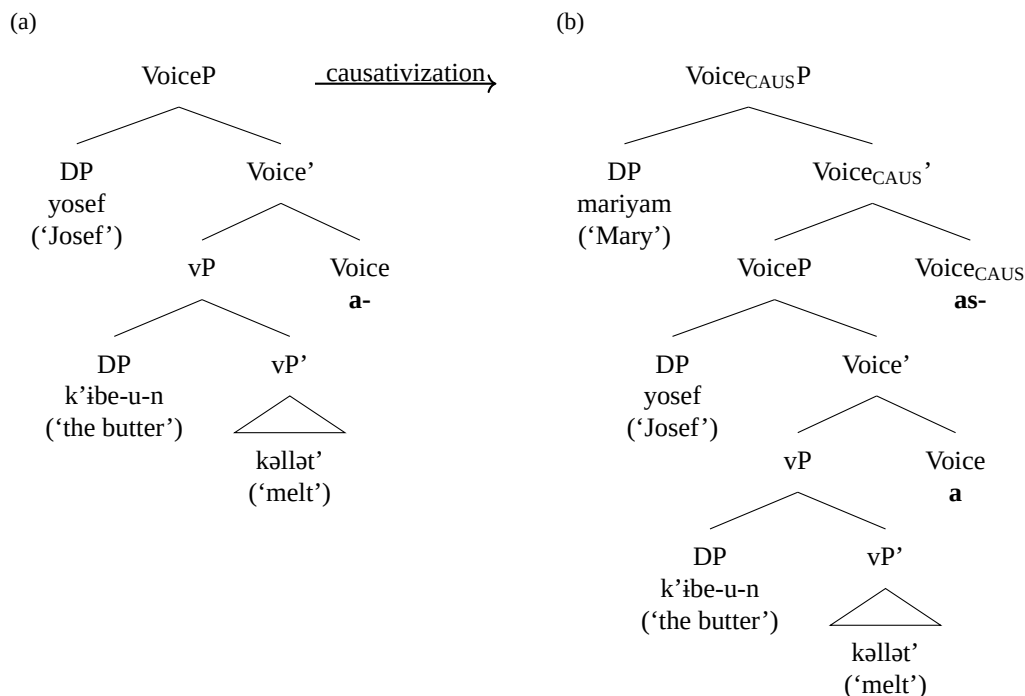 (a)
(b)
VoiceP
causativization
Voice_CAUS P
DP
Voice’
DP
Voice_CAUS ’
yosef
mariyam
(‘Josef’)
(‘Mary’)
vP
Voice
VoiceP
Voice_CAUS
a-
as-
DP
vP’
DP
Voice’
k’ɨbe-u-n
yosef
(‘the butter’)
(‘Josef’)
kəllət’
vP
Voice
(‘melt’)
a
DP
vP’
k’ɨbe-u-n
(‘the butter’)
kəllət’
(‘melt’)